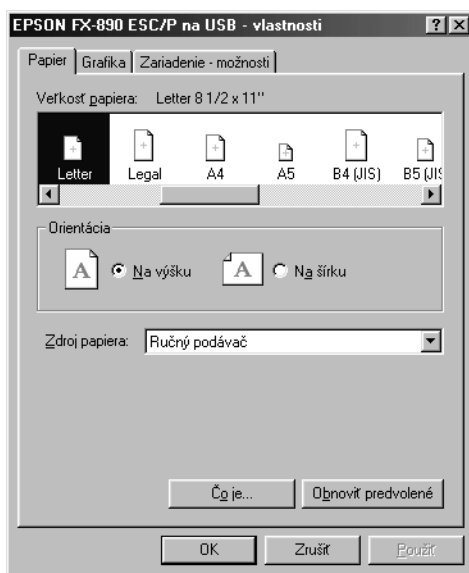 EPSON FX-890 ESC/P na USB - vlastnosti
Papier Grafika Zariadenie - možnosti
Veľkosť papiera: Letter 8 1/2 x 11''
Letter Legal A4 A5 B4 (JIS) B5 (JIS
Orientácia
A Na výšku A Na šírku
Zdroj papiera: Ručný podávač
Čo je... Obnoviť predvolené
OK Zrušiť Použiť